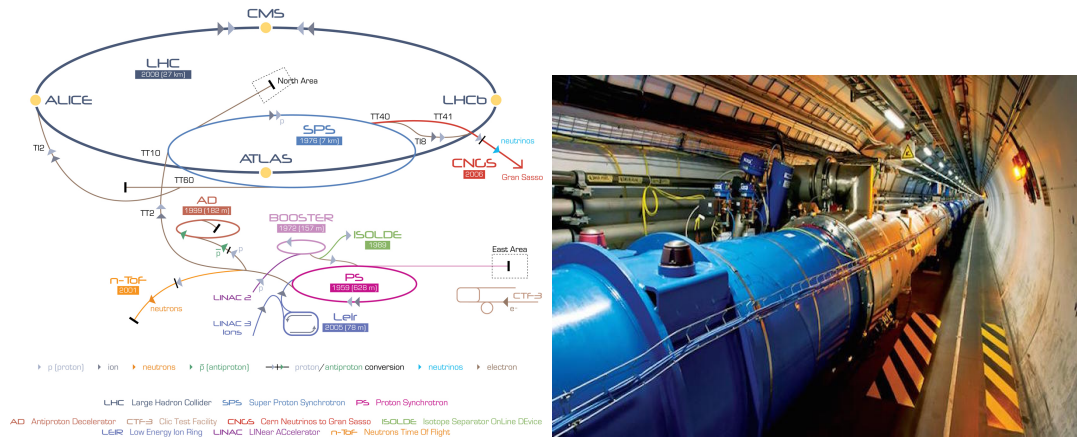 CMS
LHC
2008 (27 km)
North Area
ALICE
LHCb
TT40
TT41
SPS
1976 (7 km)
p
TI2
TT10
TI8
neutrinos
ATLAS
CNGS
2006
Gran Sasso
TT60
AD
1999 (182 m)
TT2
BOOSTER
1972 (157 m)
ISOLDE
1989
p
p
p̄
East Area
n-ToF
2001
PS
1959 (628 m)
LINAC 2
p
neutrons
CTF-3
e-
LINAC 3
Ions
Leir
2005 (78 m)
p (proton) ion neutrons p̄ (antiproton) proton/antiproton conversion neutrinos electron
LHC Large Hadron Collider SPS Super Proton Synchrotron PS Proton Synchrotron
AD Antiproton Decelerator CTF-3 Clic Test Facility CNGS Cern Neutrinos to Gran Sasso ISOLDE Isotope Separator OnLine DEvice
LEIR Low Energy Ion Ring LINAC LINear ACcelerator n-ToF Neutrons Time Of Flight